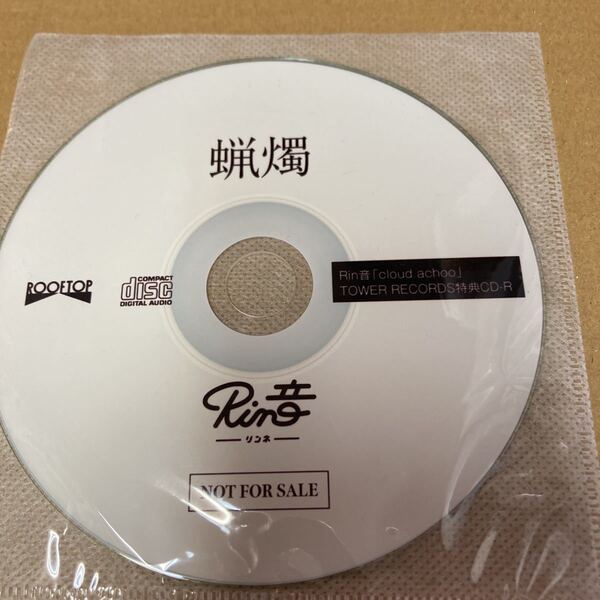 蝋燭
ROOFTOP
COMPACT
disc
DIGITAL AUDIO
Rin音「cloud achoo」
TOWER RECORDS特典CD-R
Rin音
リンネ
NOT FOR SALE